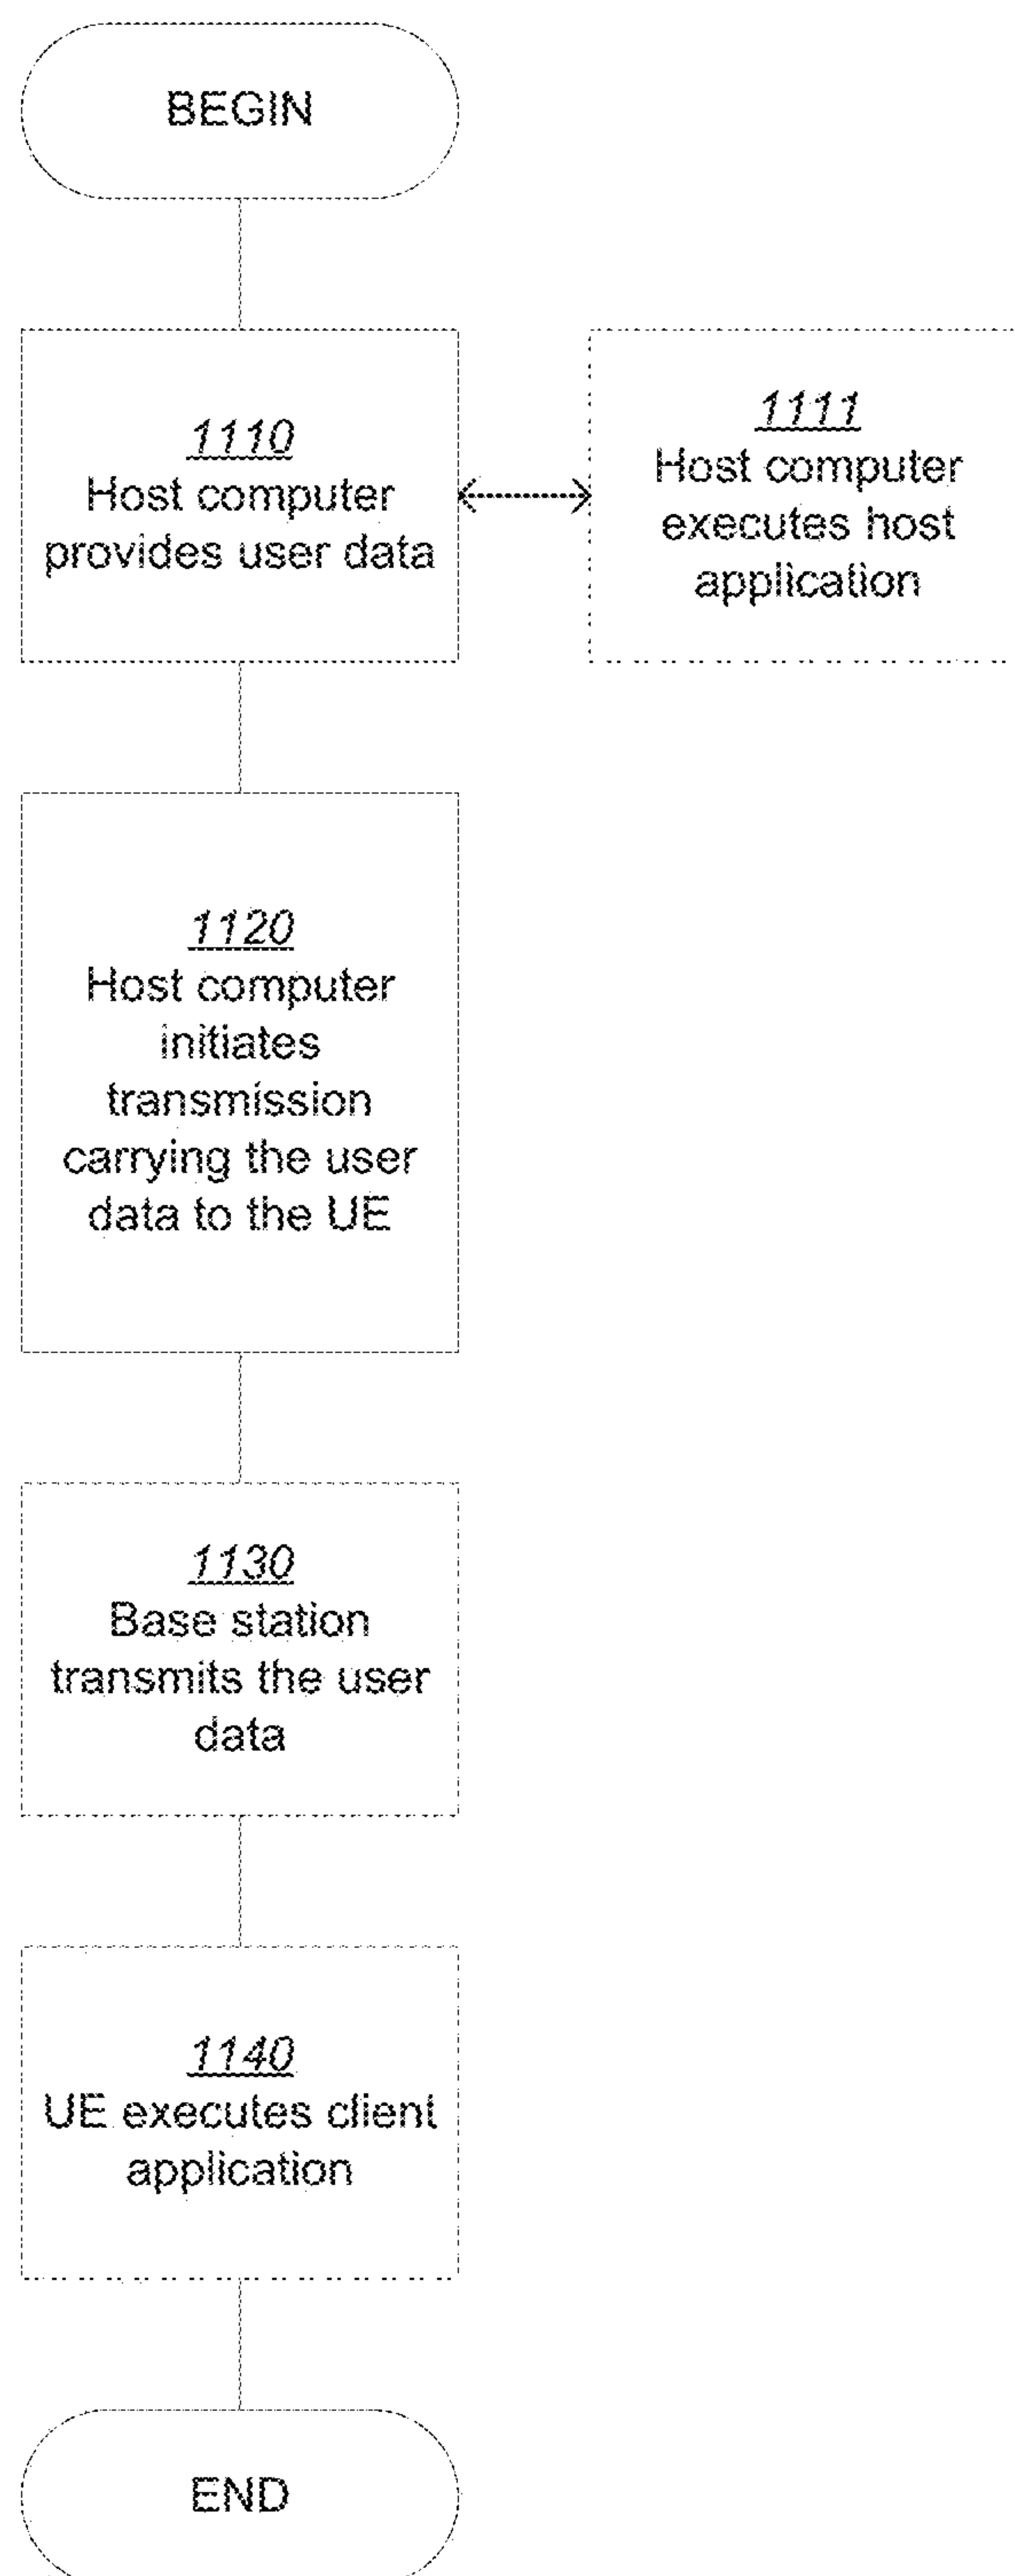 BEGIN
1110
Host computer
provides user data
1111
Host computer
executes host
application
1120
Host computer
initiates
transmission
carrying the user
data to the UE
1130
Base station
transmits the user
data
1140
UE executes client
application
END